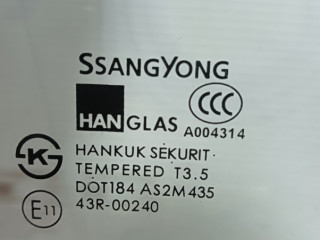 SSANGYONG
HANGLAS
CCC
A004314
K
S
HANKUK SEKURIT
TEMPERED T3.5
DOT184 AS2M435
E11
43R-00240